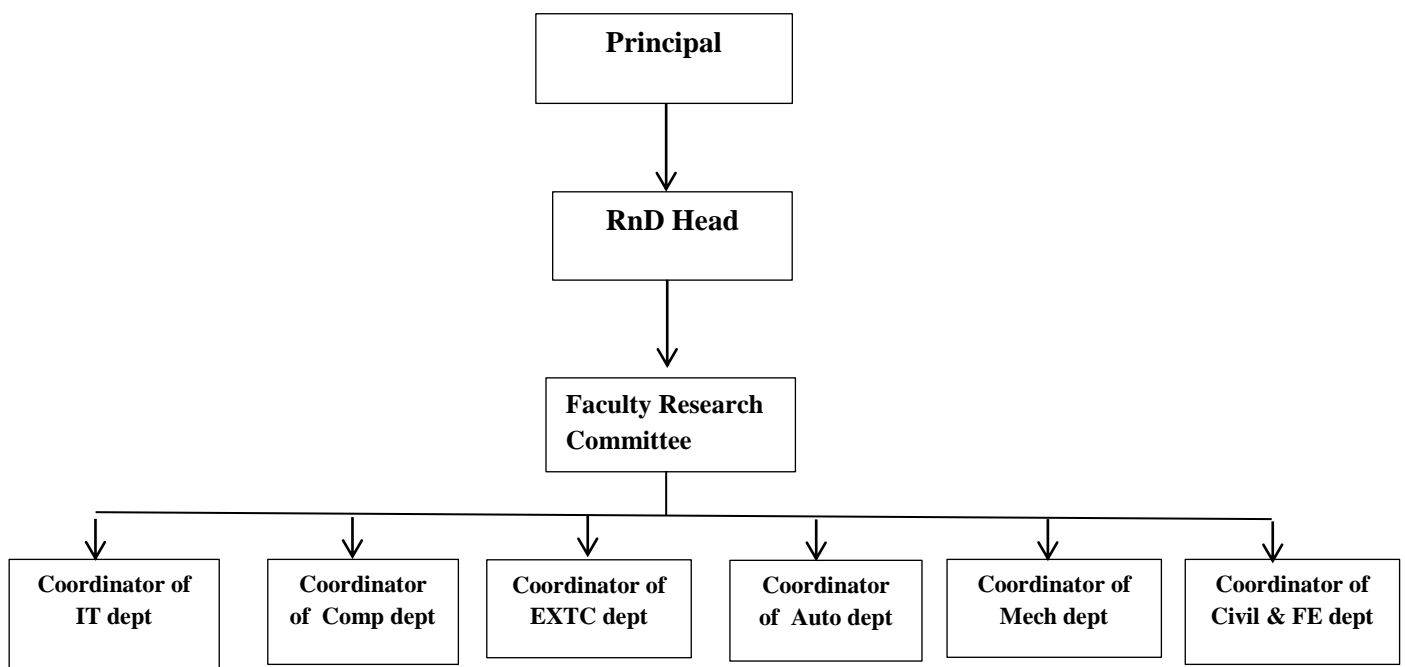 Principal
RnD Head
Faculty Research
Committee
Coordinator of
IT dept
Coordinator
of Comp dept
Coordinator of
EXTC dept
Coordinator
of Auto dept
Coordinator of
Mech dept
Coordinator of
Civil & FE dept